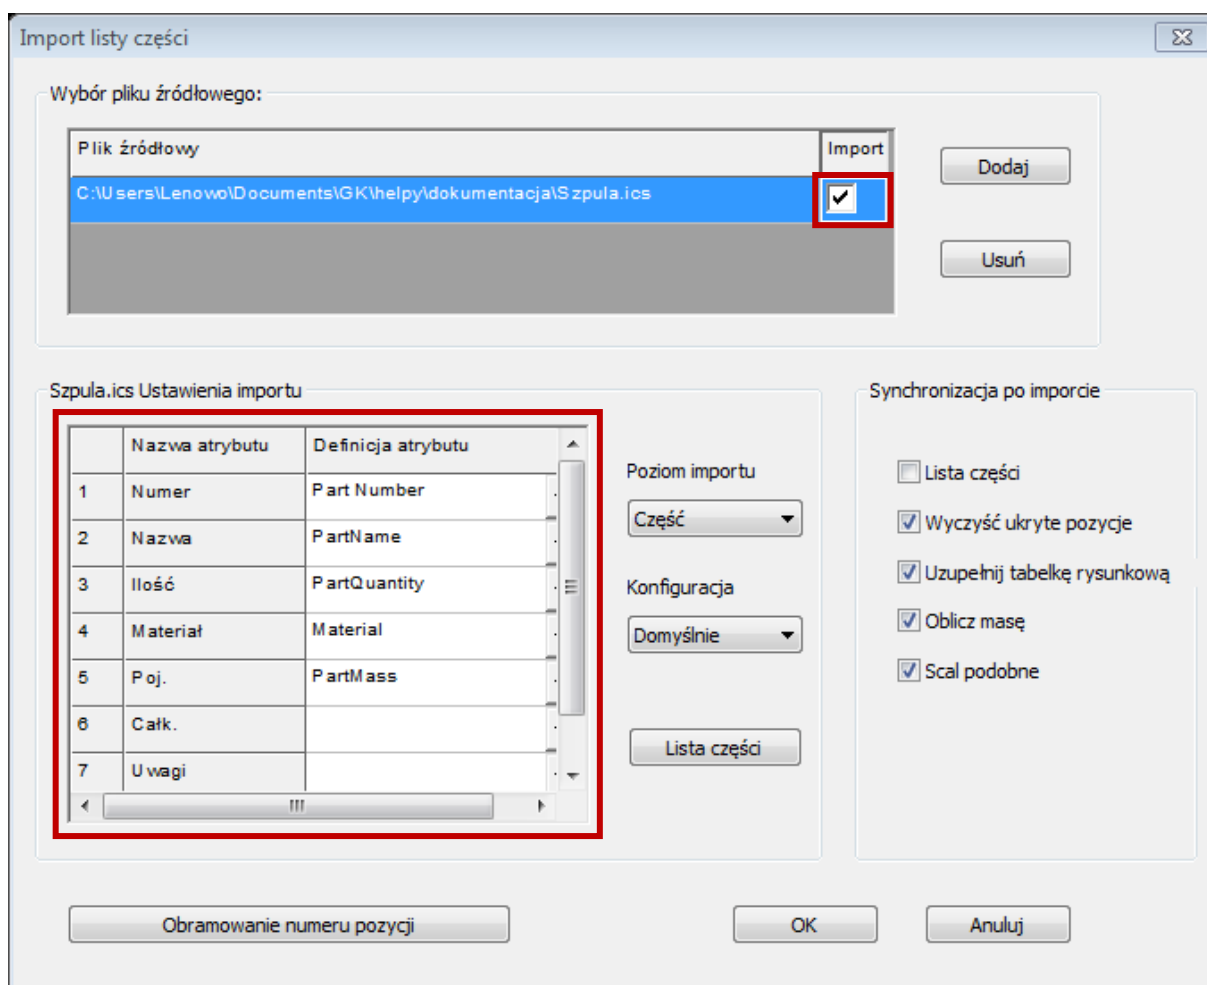 Import listy części
Wybór pliku źródłowego:
Plik źródłowy Import
C:\Users\Lenowo\Documents\GK\helpy\dokumentacja\Szpula.ics
Dodaj
Usuń
Szpula.ics Ustawienia importu
Nazwa atrybutu Definicja atrybutu
1 Numer Part Number
2 Nazwa PartName
3 Ilość PartQuantity
4 Materiał Material
5 Poj. PartMass
6 Całk.
7 Uwagi
Poziom importu
Część
Konfiguracja
Domyślnie
Lista części
Synchronizacja po imporcie
Lista części
Wyczyść ukryte pozycje
Uzupełnij tabelkę rysunkową
Oblicz masę
Scal podobne
Obramowanie numeru pozycji
OK
Anuluj